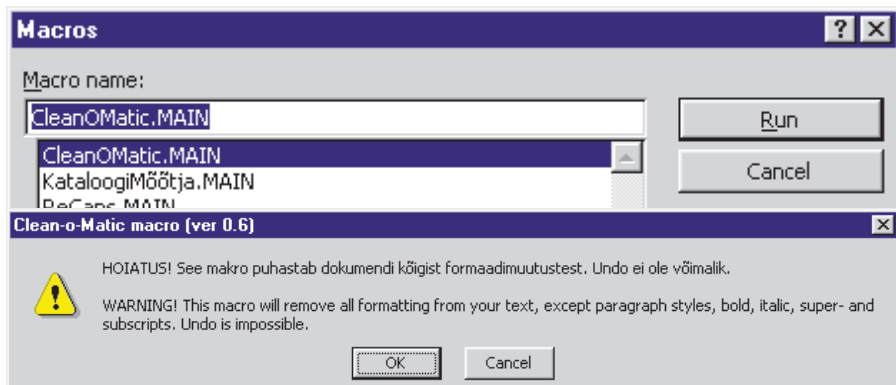 Macros
Macro name:
CleanOMatic.MAIN
Run
CleanOMatic.MAIN
Cancel
KataloogiMõõtja.MAIN
ReCaps.MAIN
Clean-o-Matic macro (ver 0.6)
HOIATUS! See makro puhastab dokumendi kõigist formaadimuutustest. Undo ei ole võimalik.
WARNING! This macro will remove all formatting from your text, except paragraph styles, bold, italic, super- and
subscripts. Undo is impossible.
OK
Cancel